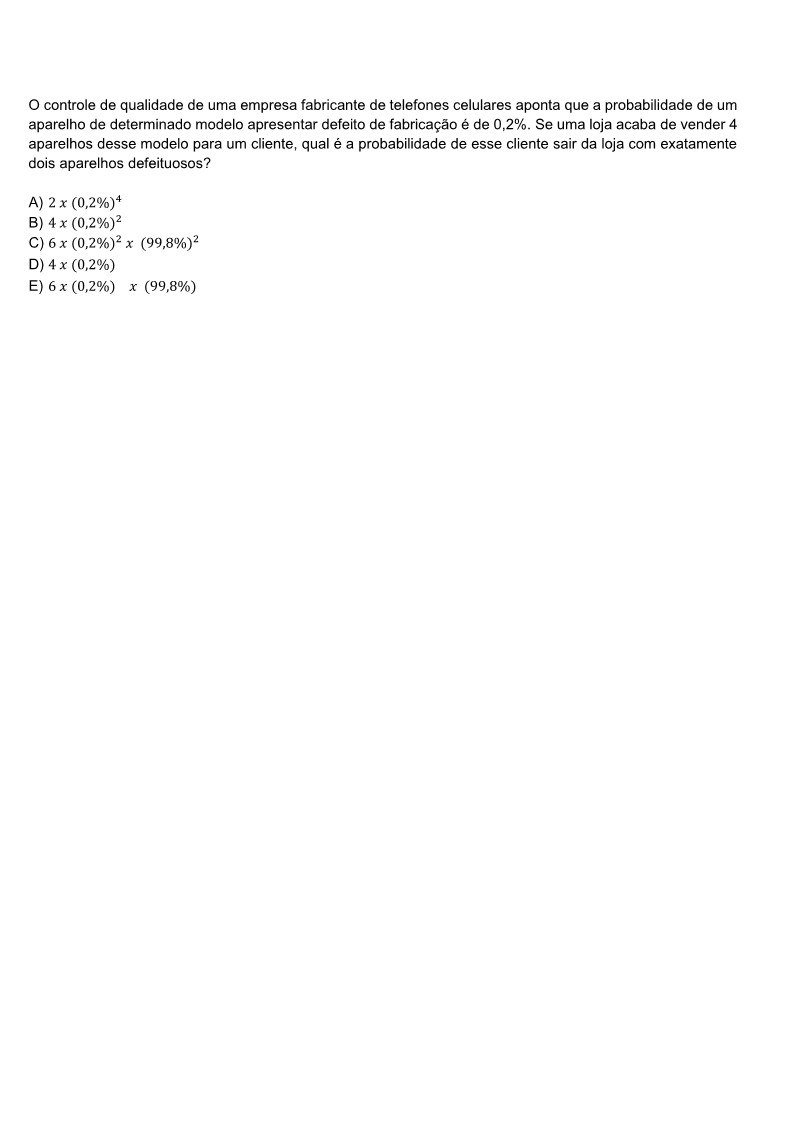 O controle de qualidade de uma empresa fabricante de telefones celulares aponta que a probabilidade de um
aparelho de determinado modelo apresentar defeito de fabricação é de 0,2%. Se uma loja acaba de vender 4
aparelhos desse modelo para um cliente, qual é a probabilidade de esse cliente sair da loja com exatamente
dois aparelhos defeituosos?
A) 2 x (0,2%)⁴
B) 4 x (0,2%)²
C) 6 x (0,2%)² x (99,8%)²
D) 4 x (0,2%)
E) 6 x (0,2%) x (99,8%)